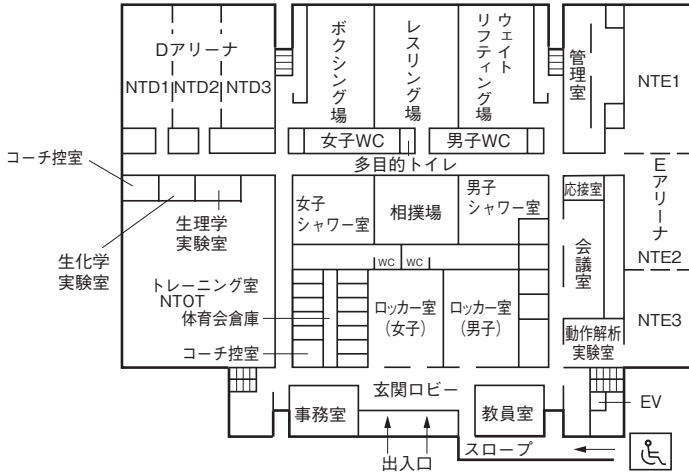 Dアリーナ
NTD1
NTD2
NTD3
ボクシング場
レスリング場
ウェイト
リフティング場
管理室
NTE1
女子WC
男子WC
コーチ控室
多目的トイレ
Eアリーナ
生理学
実験室
生化学
実験室
女子
シャワー室
相撲場
男子
シャワー室
応接室
会議室
NTE2
WC
WC
トレーニング室
NTOT
体育会倉庫
コーチ控室
ロッカー室
(女子)
ロッカー室
(男子)
動作解析
実験室
NTE3
玄関ロビー
事務室
教員室
EV
出入口
スロープ